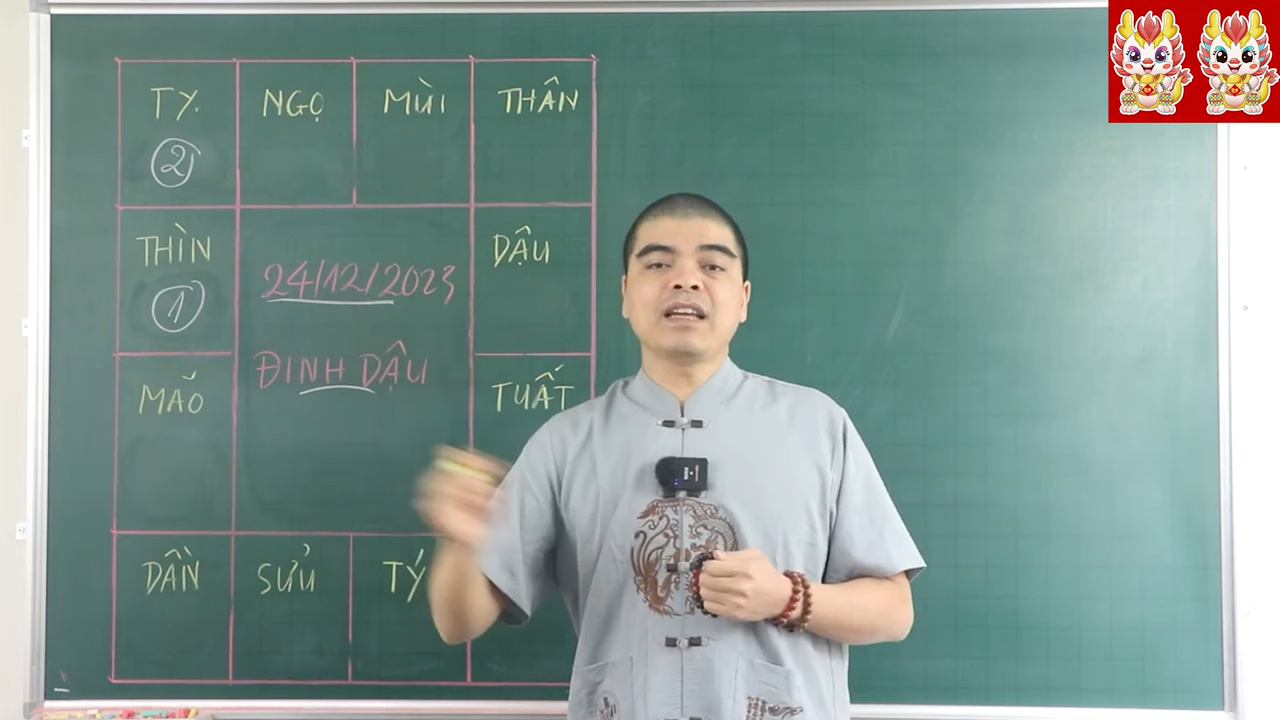 TỴ
NGỌ
MÙI
THÂN
2
THÌN
24/12/2023
DẬU
1
ĐINH DẬU
MÃO
TUẤT
DẦN
SỬU
TÝ